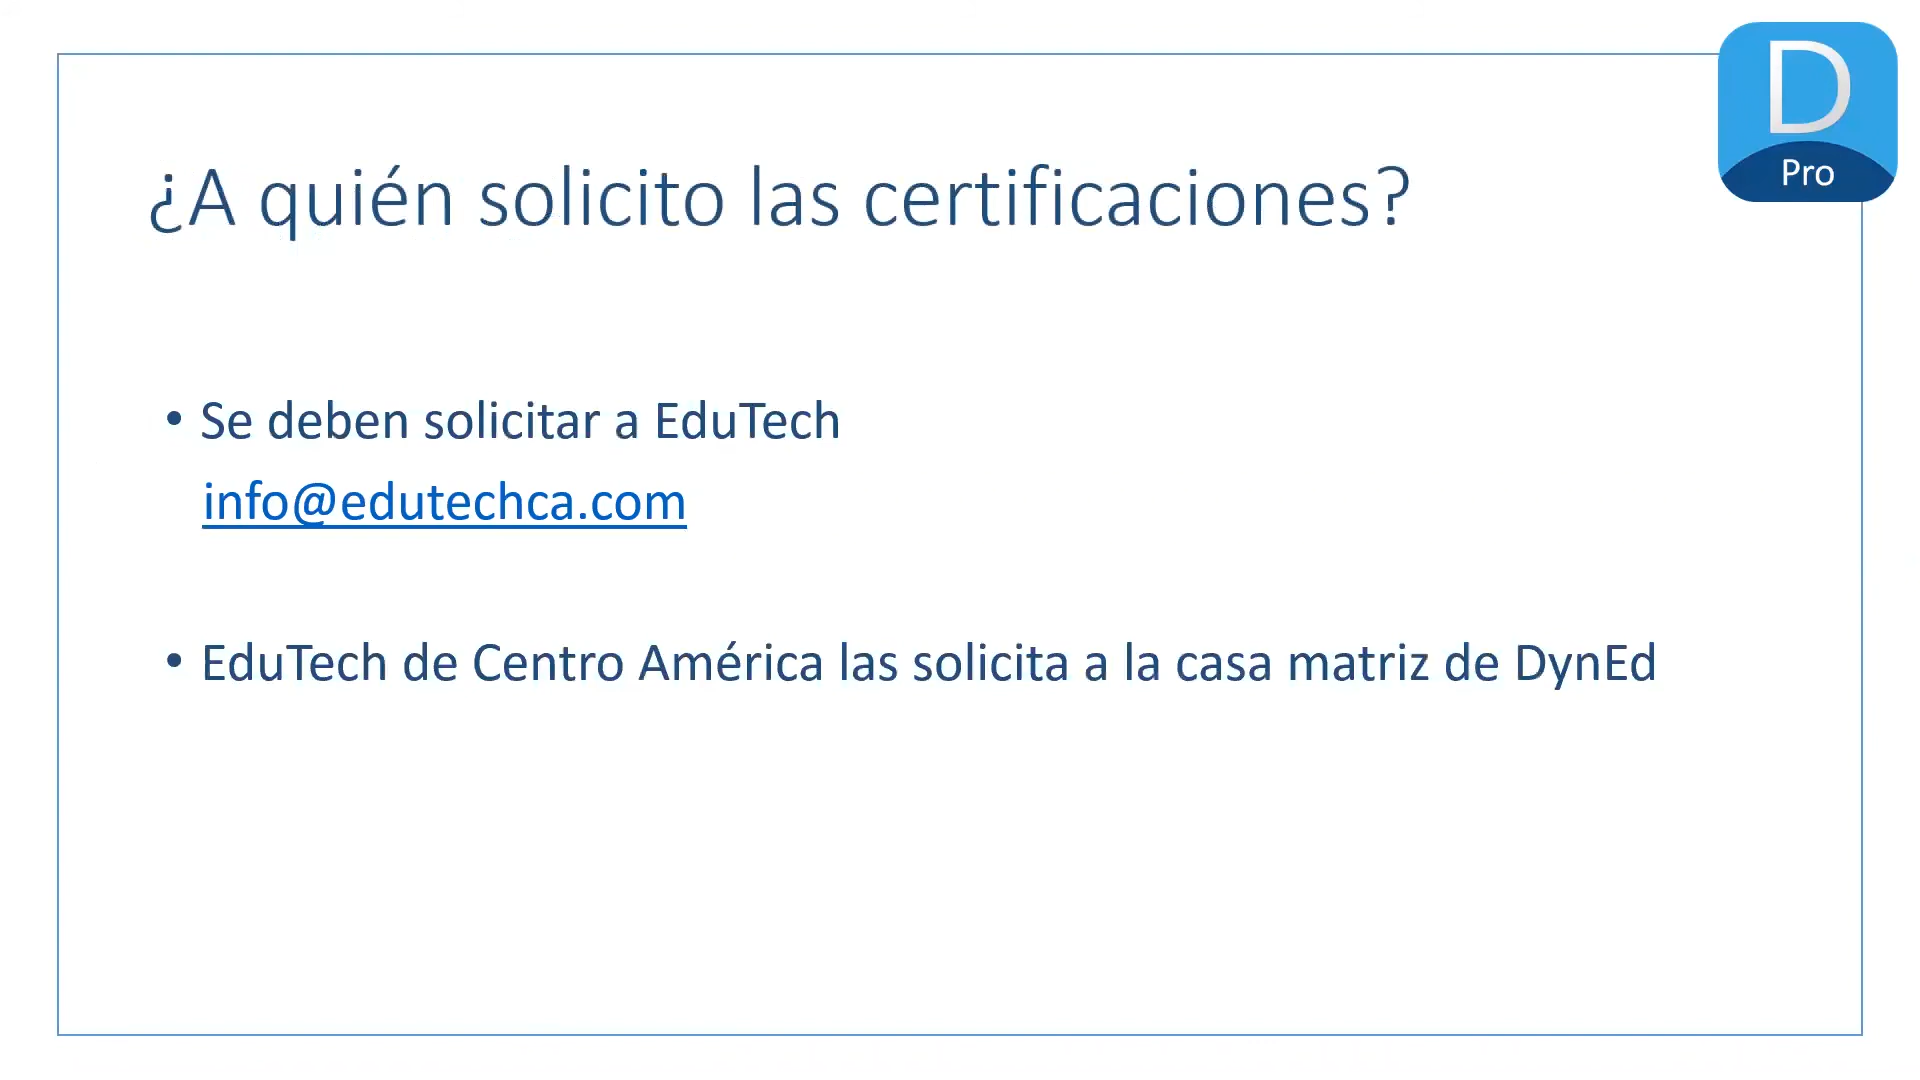 D
Pro
¿A quién solicito las certificaciones?
• Se deben solicitar a EduTech
info@edutechca.com
• EduTech de Centro América las solicita a la casa matriz de DynEd